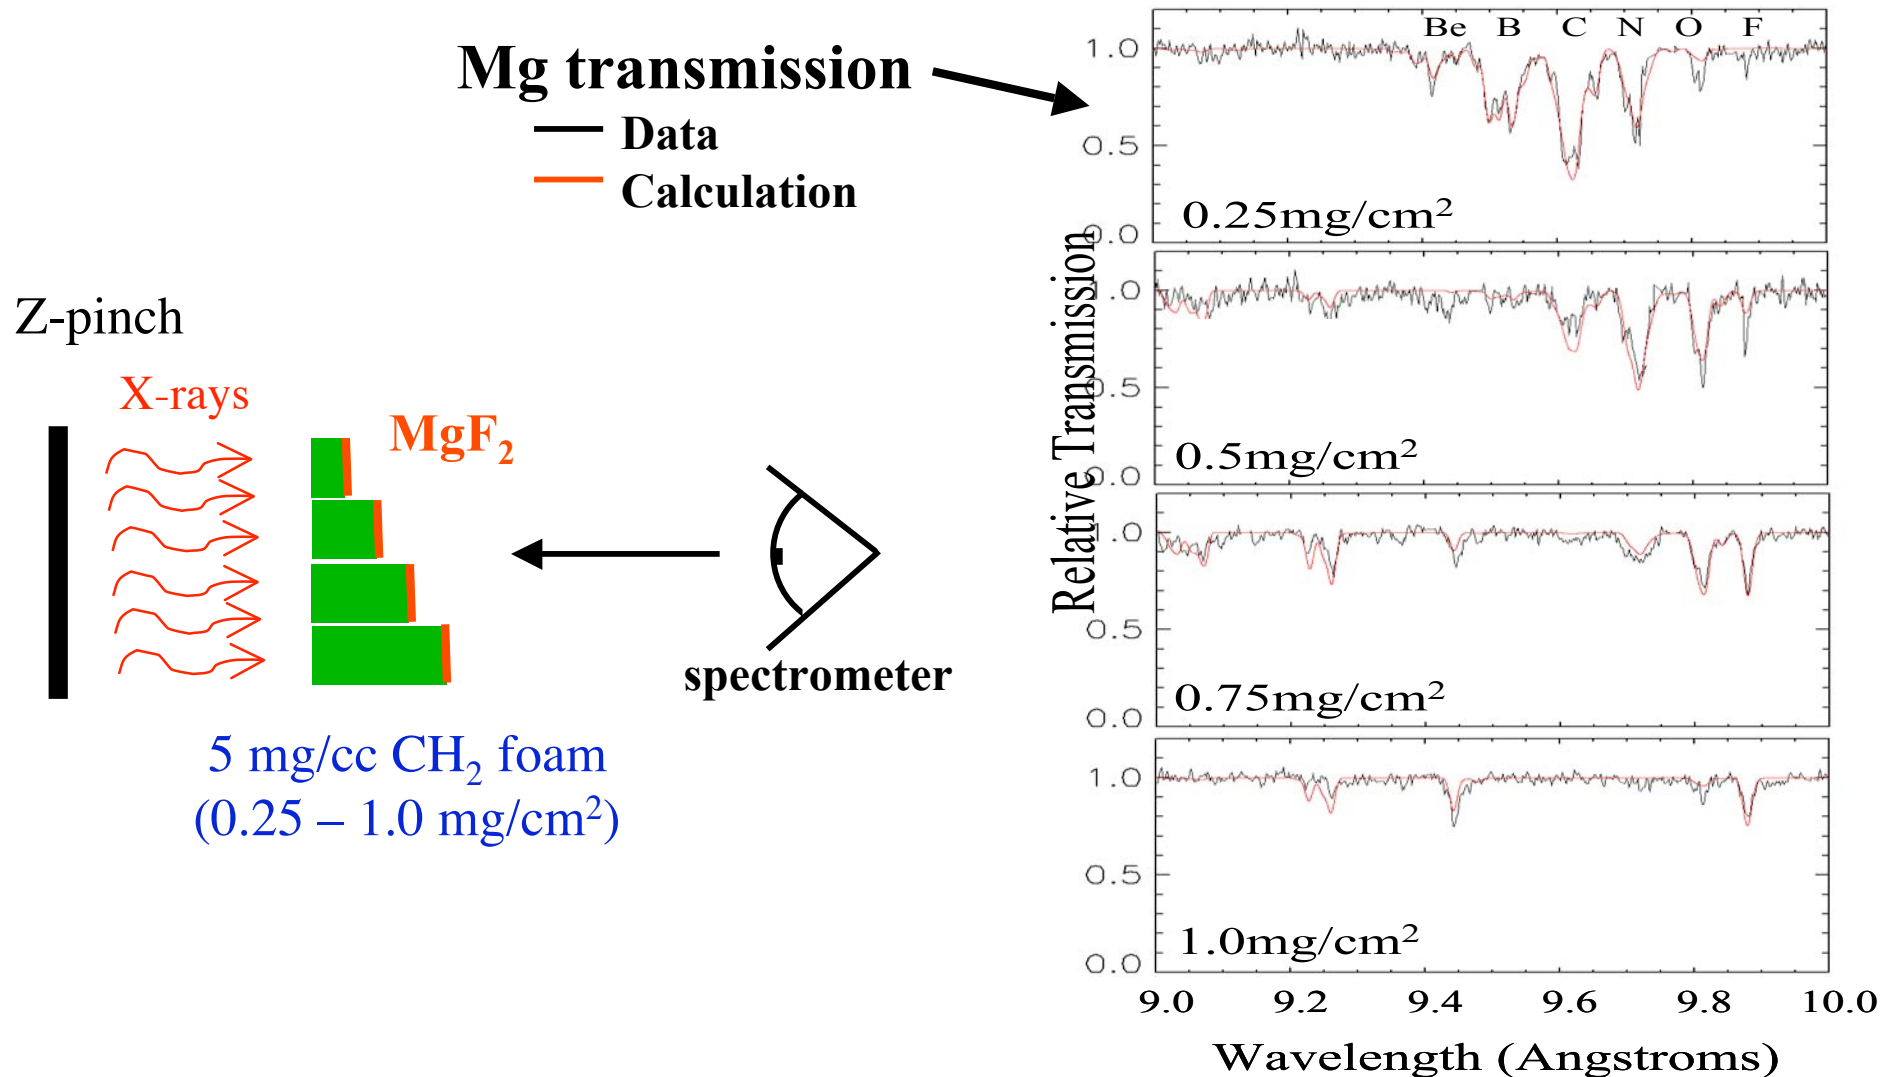 Mg transmission
Data
Calculation
Z-pinch
X-rays
MgF₂
spectrometer
5 mg/cc CH₂ foam
(0.25 – 1.0 mg/cm²)
Relative Transmission
Be B C N O F
1.0
0.5
0.0
0.25mg/cm²
1.0
0.5
0.0
0.5mg/cm²
1.0
0.5
0.0
0.75mg/cm²
1.0
0.5
0.0
1.0mg/cm²
9.0 9.2 9.4 9.6 9.8 10.0
Wavelength (Angstroms)